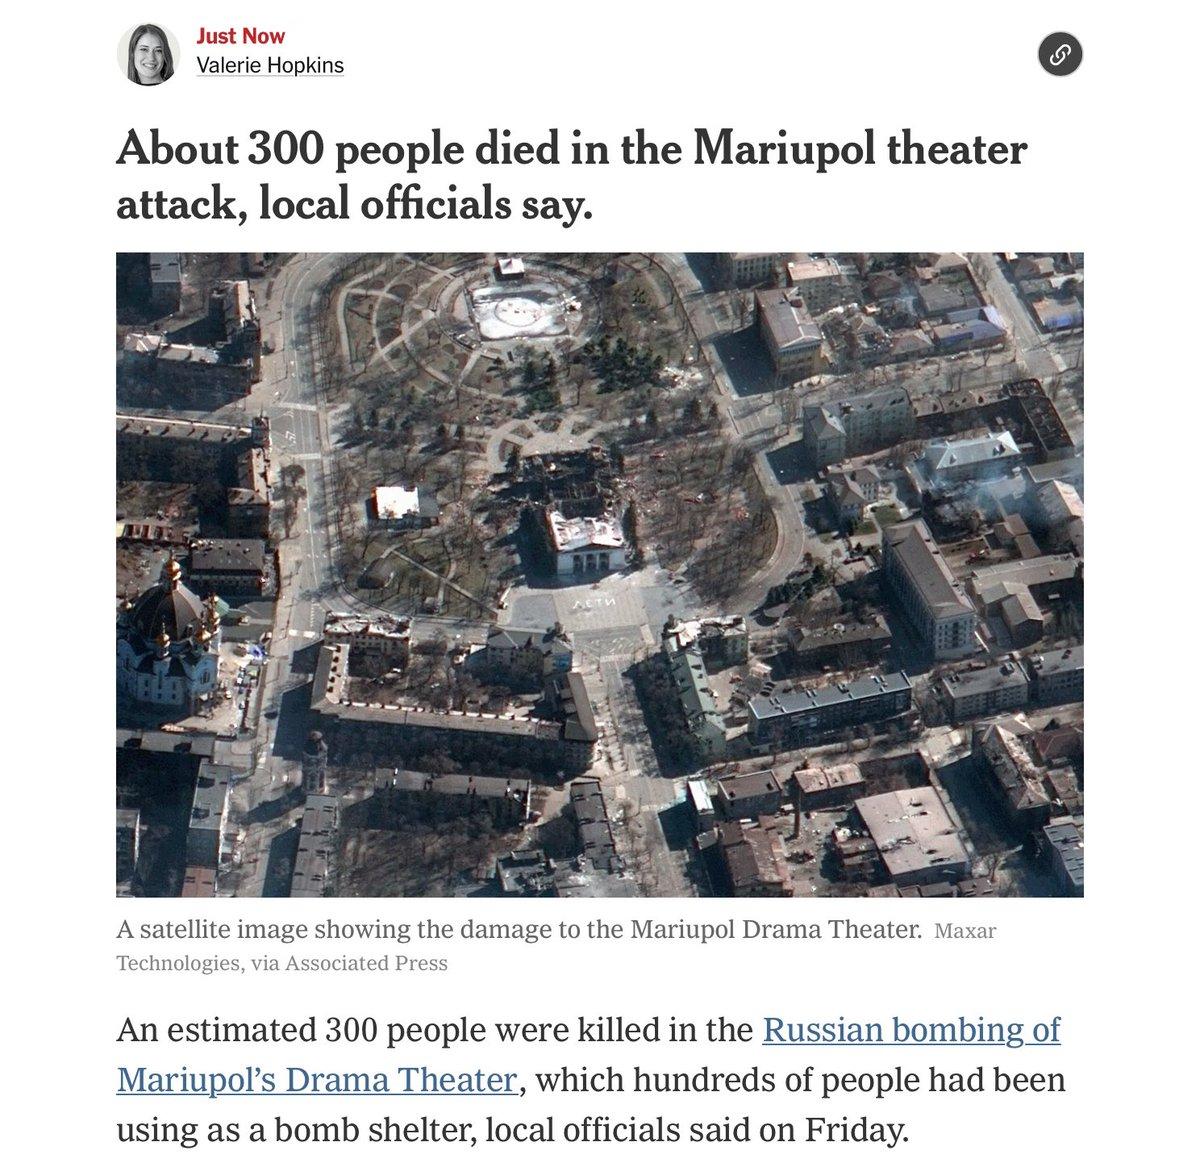 Just Now
Valerie Hopkins
About 300 people died in the Mariupol theater
attack, local officials say.
ДЕТИ
A satellite image showing the damage to the Mariupol Drama Theater. Maxar
Technologies, via Associated Press
An estimated 300 people were killed in the Russian bombing of
Mariupol’s Drama Theater, which hundreds of people had been
using as a bomb shelter, local officials said on Friday.